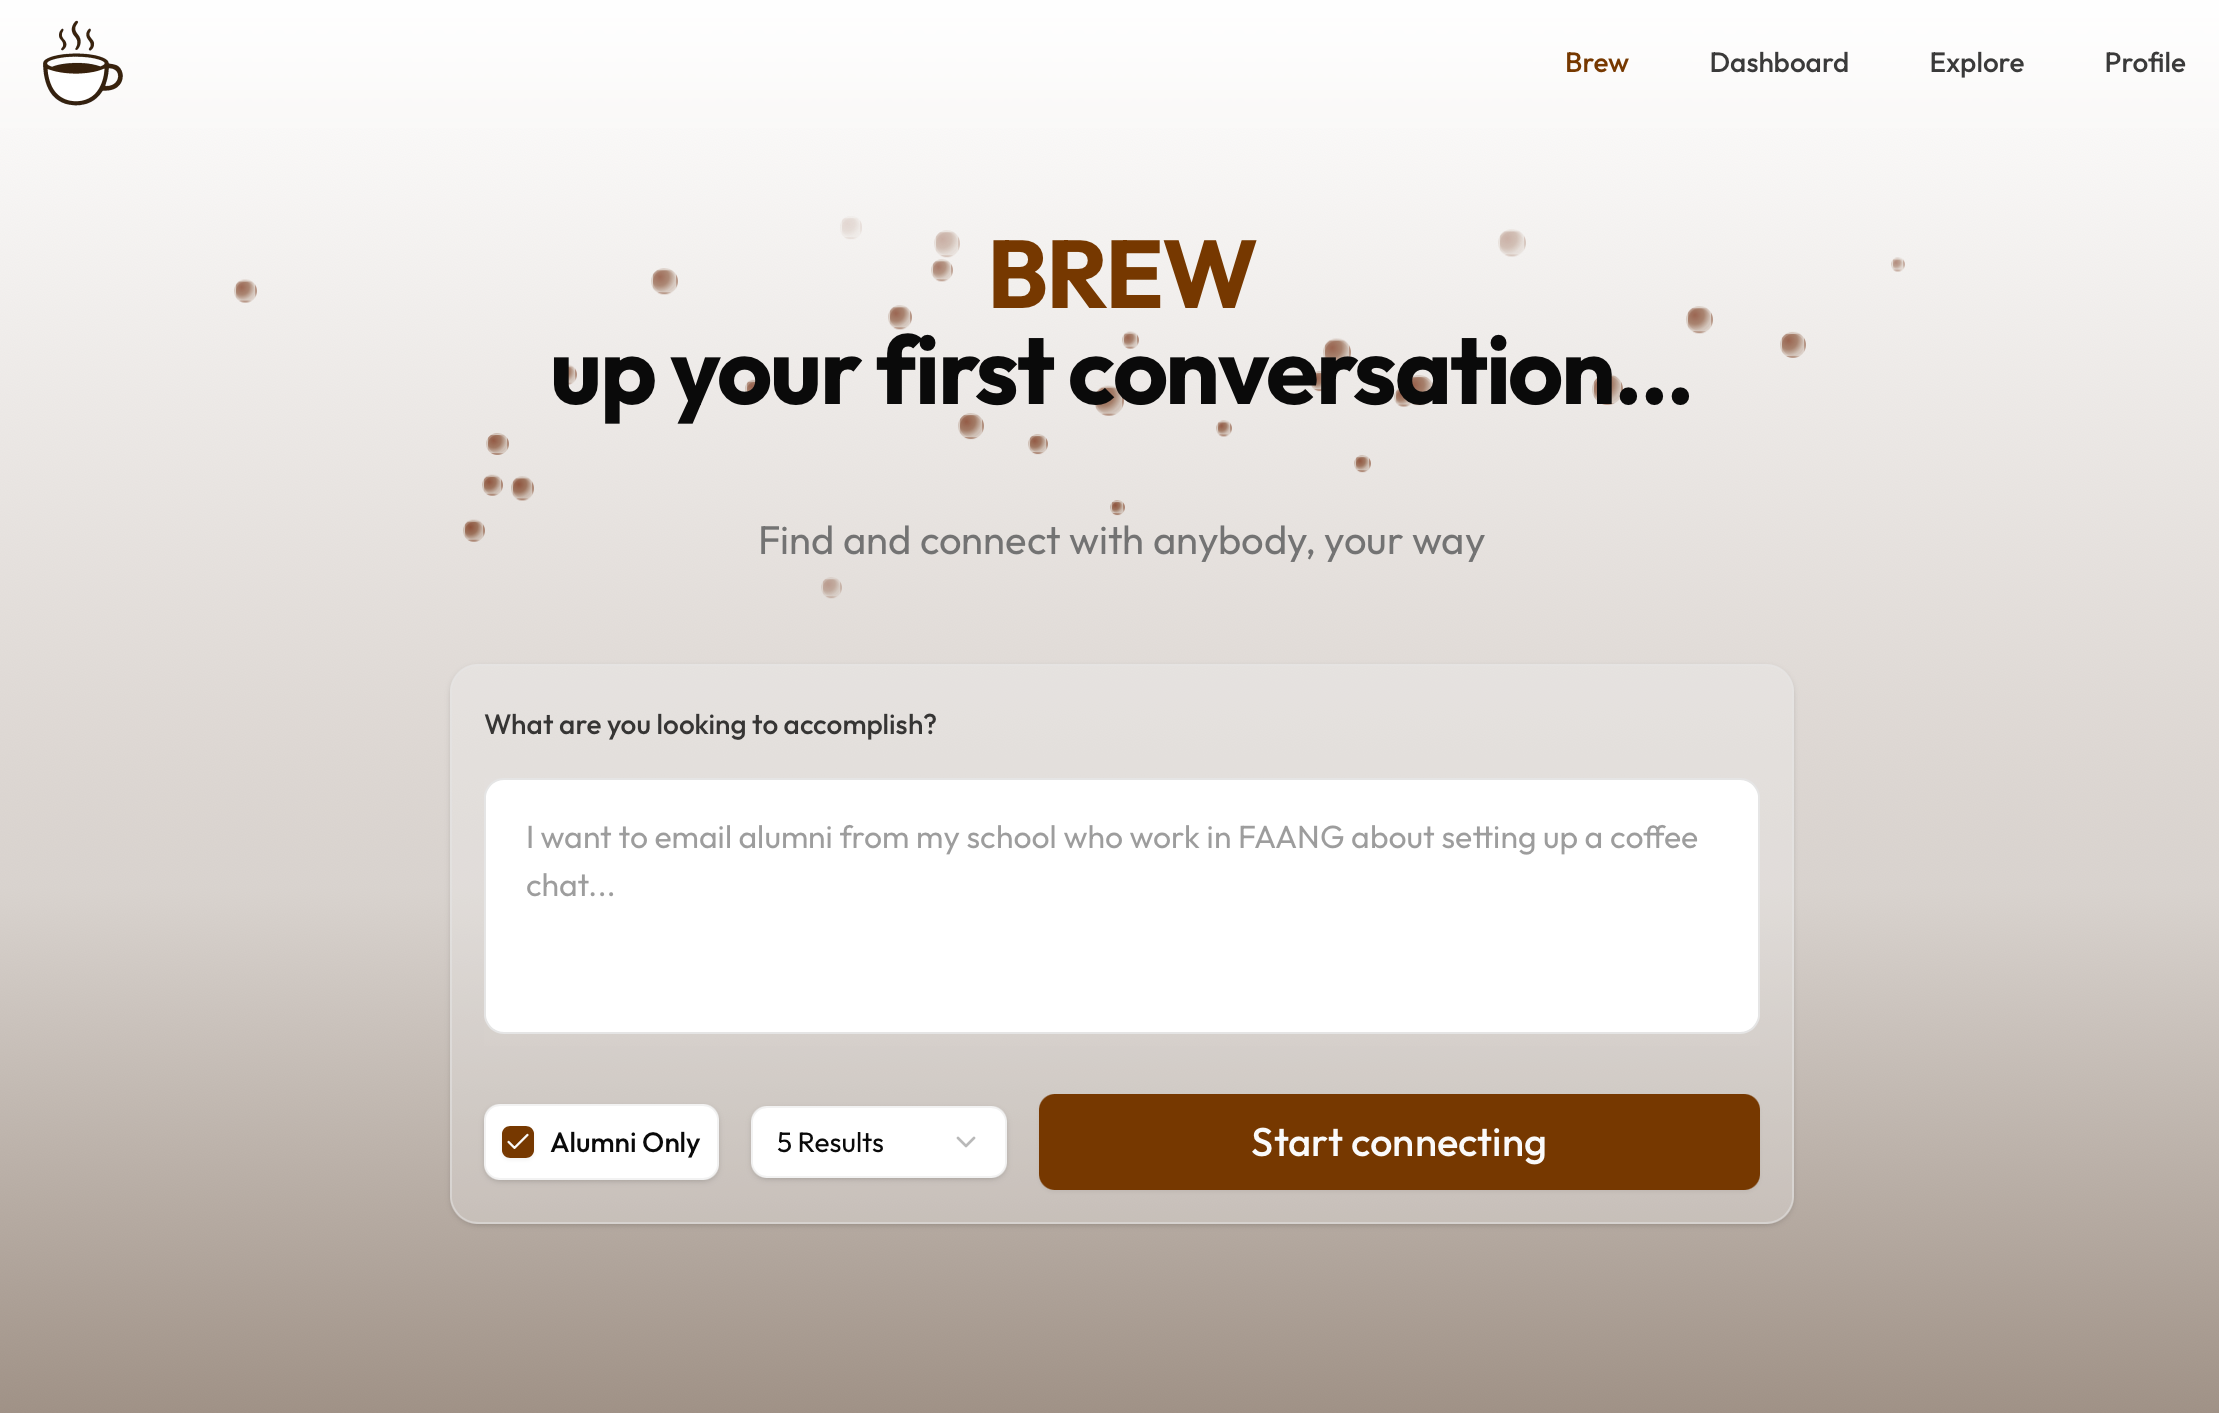 Brew
Dashboard
Explore
Profile
BREW
up your first conversation...
Find and connect with anybody, your way
What are you looking to accomplish?
I want to email alumni from my school who work in FAANG about setting up a coffee
chat...
Alumni Only
5 Results
Start connecting